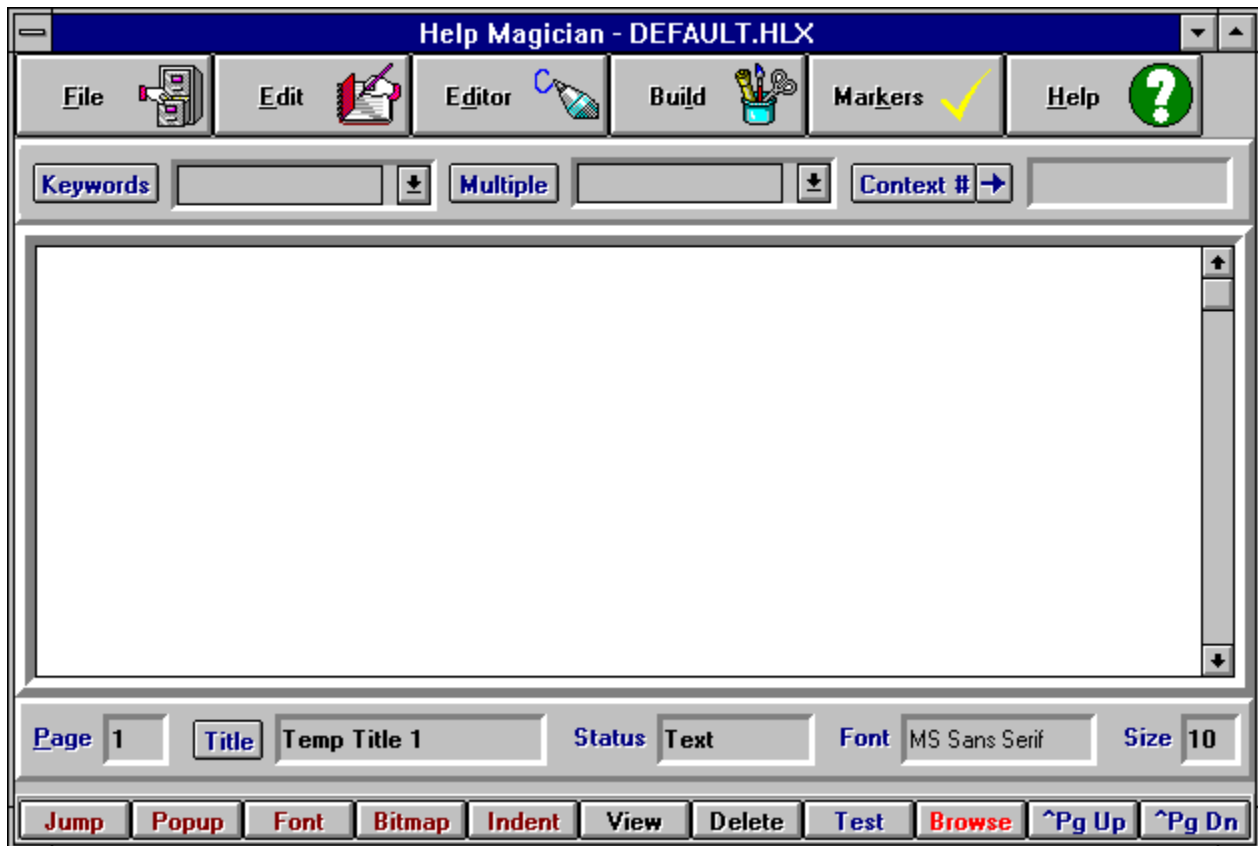 Help Magician - DEFAULT.HLX
File Edit Editor Build Markers Help
Keywords Multiple Context #
Page 1 Title Temp Title 1 Status Text Font MS Sans Serif Size 10
Jump Popup Font Bitmap Indent View Delete Test Browse ^Pg Up ^Pg Dn